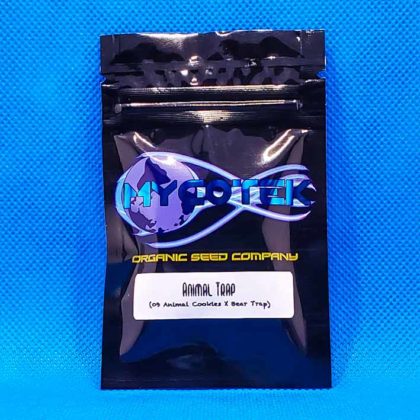 MYCOTEK
ORGANIC SEED COMPANY
ANIMAL TRAP
(09 Animal Cookies X Bear Trap)